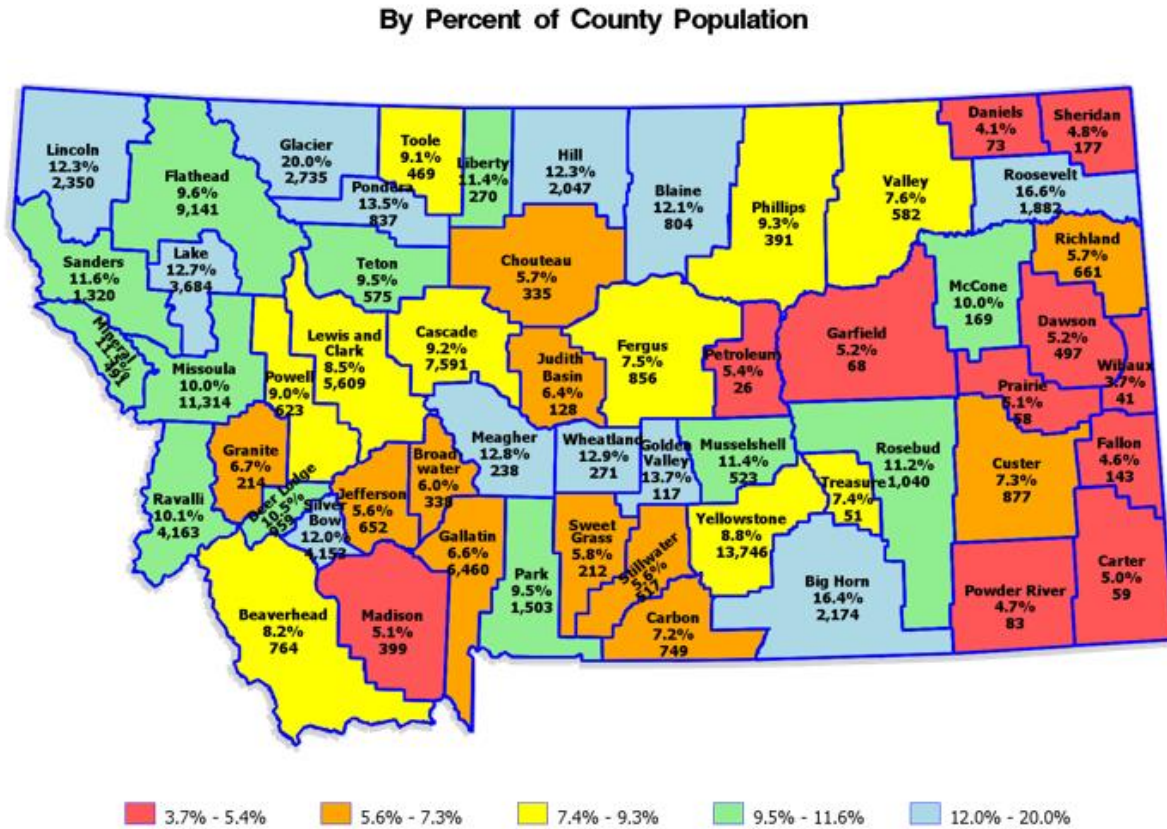 By Percent of County Population
Lincoln
12.3%
2,350
Flathead
9.6%
9,141
Glacier
20.0%
2,735
Toole
9.1%
469
Liberty
11.4%
270
Hill
12.3%
2,047
Blaine
12.1%
804
Phillips
9.3%
391
Valley
7.6%
582
Daniels
4.1%
73
Sheridan
4.8%
177
Roosevelt
16.6%
1,882
Pondera
13.5%
837
Sanders
11.6%
1,320
Lake
12.7%
3,684
Teton
9.5%
575
Chouteau
5.7%
335
McCone
10.0%
169
Richland
5.7%
661
Mineral
491
Missoula
10.0%
11,314
Powell
9.0%
623
Lewis and
Clark
8.5%
5,609
Cascade
9.2%
7,591
Judith
Basin
6.4%
128
Fergus
7.5%
856
Petroleum
5.4%
26
Garfield
5.2%
68
Dawson
5.2%
497
Wibaux
3.7%
41
Prairie
5.1%
58
Granite
6.7%
214
Ravalli
10.1%
4,163
Deer Lodge
10.5%
959
Silver
Bow
12.0%
4,153
Jefferson
5.6%
652
Broad
water
6.0%
339
Meagher
12.8%
238
Wheatland
12.9%
271
Golden
Valley
13.7%
117
Musselshell
11.4%
523
Rosebud
11.2%
1,040
Treasure
7.4%
51
Custer
7.3%
877
Fallon
4.6%
143
Beaverhead
8.2%
764
Madison
5.1%
399
Gallatin
6.6%
6,460
Park
9.5%
1,503
Sweet
Grass
5.8%
212
Stillwater
5.6%
517
Carbon
7.2%
749
Yellowstone
8.8%
13,746
Big Horn
16.4%
2,174
Powder River
4.7%
83
Carter
5.0%
59
3.7% - 5.4%
5.6% - 7.3%
7.4% - 9.3%
9.5% - 11.6%
12.0% - 20.0%